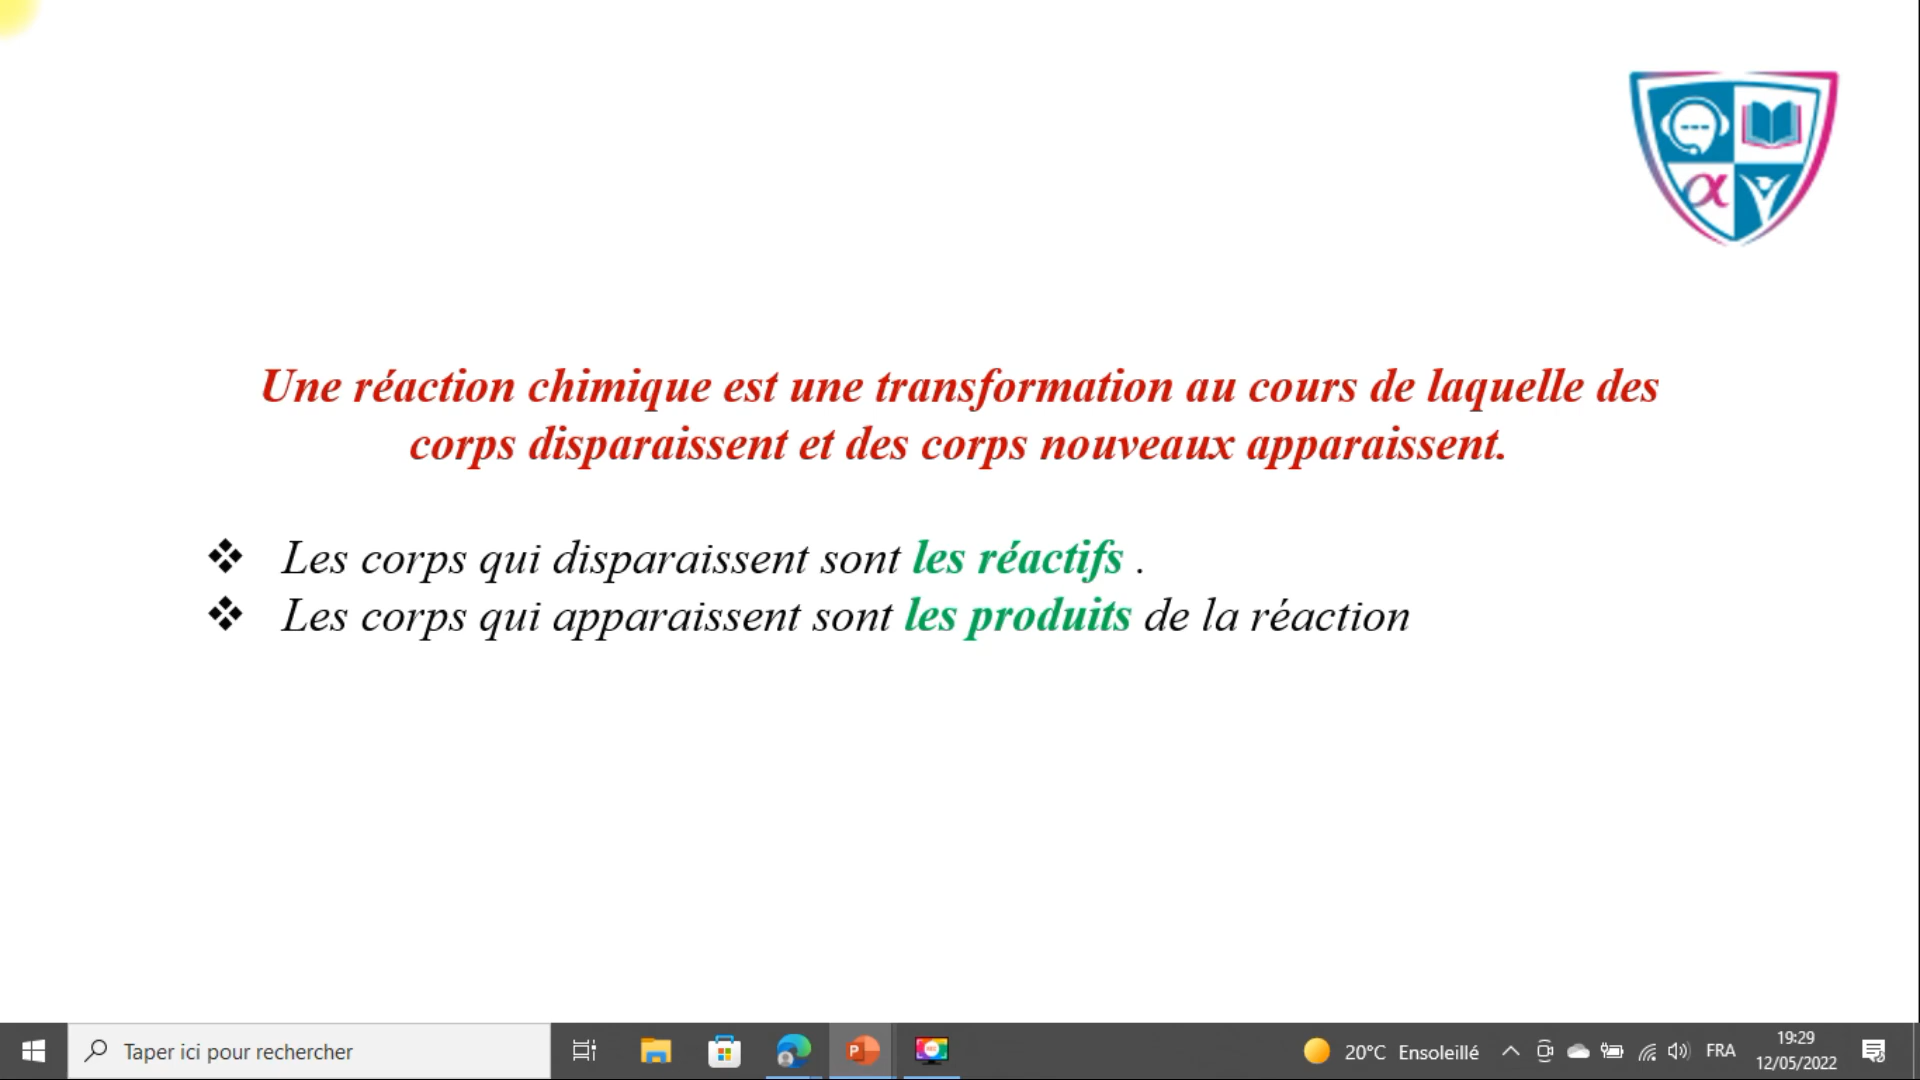 Une réaction chimique est une transformation au cours de laquelle des
corps disparaissent et des corps nouveaux apparaissent.
❖ Les corps qui disparaissent sont les réactifs .
❖ Les corps qui apparaissent sont les produits de la réaction
Taper ici pour rechercher
20°C Ensoleillé
FRA
19:29
12/05/2022